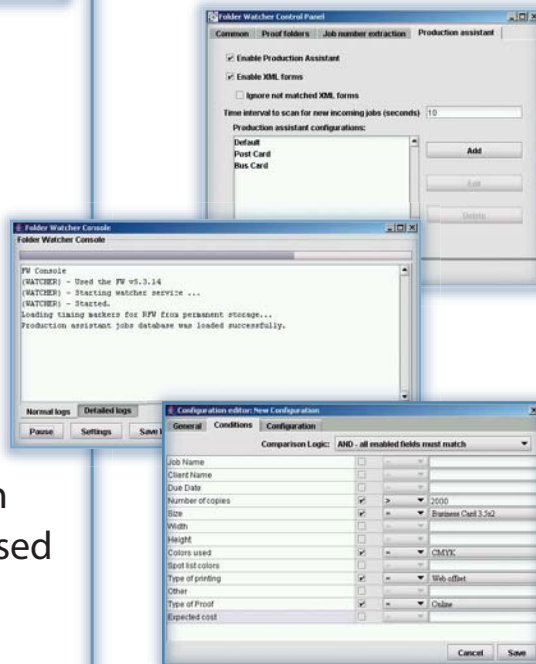 Folder Watcher Control Panel
Common Proof folders Job number extraction Production assistant
Enable Production Assistant
Enable XML forms
Ignore not matched XML forms
Time interval to scan for new incoming jobs (seconds) 10
Production assistant configurations:
Default
Post Card
Bus Card
Add
Edit
Delete
Folder Watcher Console
Folder Watcher Console
FW Console
(WATCHER) - Used the FW v5.3.14
(WATCHER) - Starting watcher service ...
(WATCHER) - Started.
Loading timing markers for RFW from permanent storage...
Production assistant jobs database was loaded successfully.
Normal logs Detailed logs
Pause Settings Save
Configuration editor: New Configuration
General Conditions Configuration
Comparison Logic: AND - all enabled fields must match
Job Name
Client Name
Due Date
Number of copies > 2000
Size = Business Card 3.5x2
Width
Height
Colors used = CMYK
Spot list colors
Type of printing = Web offset
Other
Type of Proof = Online
Expected cost
Cancel Save
n
sed